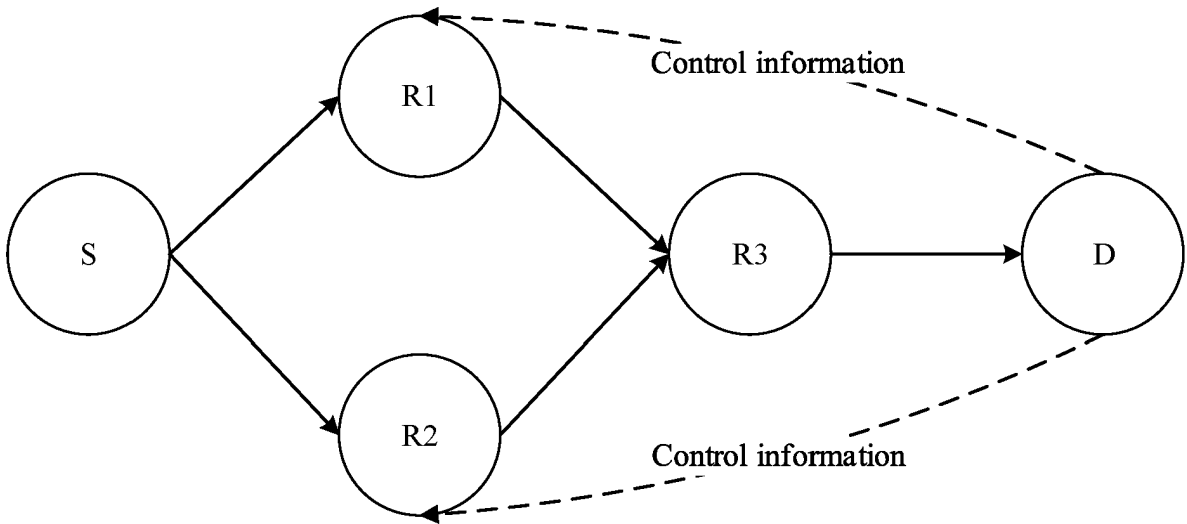 R1
Control information
S
R3
D
R2
Control information